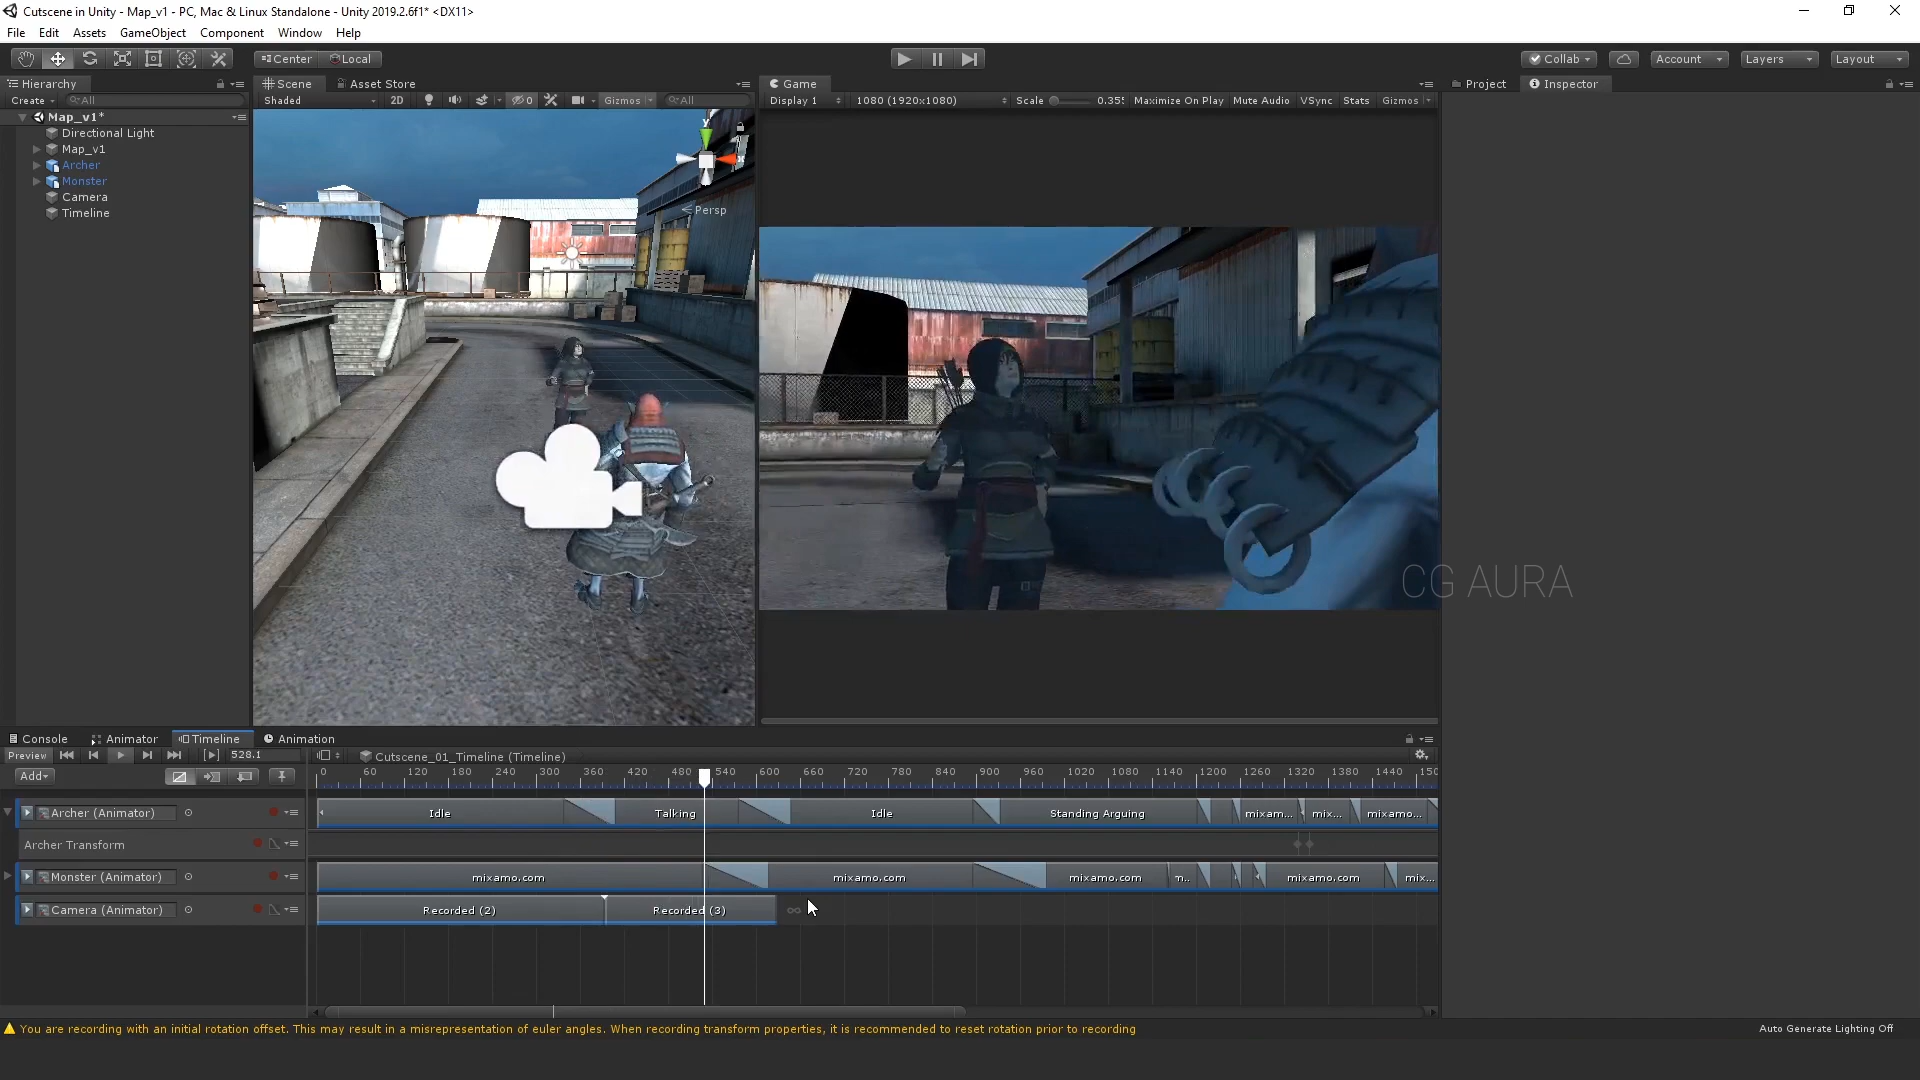 Cutscene in Unity - Map_v1 - PC, Mac & Linux Standalone - Unity 2019.2.6f1* <DX11>
File Edit Assets GameObject Component Window Help
Center Local Collab Account Layers Layout
Hierarchy Scene Asset Store Game Project Inspector
Create All Shaded 2D 0 Gizmos All Display 1 1080 (1920x1080) Scale 0.35 Maximize On Play Mute Audio VSync Stats Gizmos
Map_v1*
Directional Light
Map_v1
Archer
Monster
Camera
Timeline
y
x
Persp
CG AURA
Console Animator Timeline Animation
Preview 528.1 Cutscene_01_Timeline (Timeline)
Add 0 60 120 180 240 300 360 420 480 540 600 660 720 780 840 900 960 1020 1080 1140 1200 1260 1320 1380 1440 150
Archer (Animator) Idle Talking Idle Standing Arguing mixam... mix... mixamo...
Archer Transform
Monster (Animator) mixamo.com mixamo.com mixamo.com m.. mixamo.com mix...
Camera (Animator) Recorded (2) Recorded (3)
You are recording with an initial rotation offset. This may result in a misrepresentation of euler angles. When recording transform properties, it is recommended to reset rotation prior to recording
Auto Generate Lighting Off